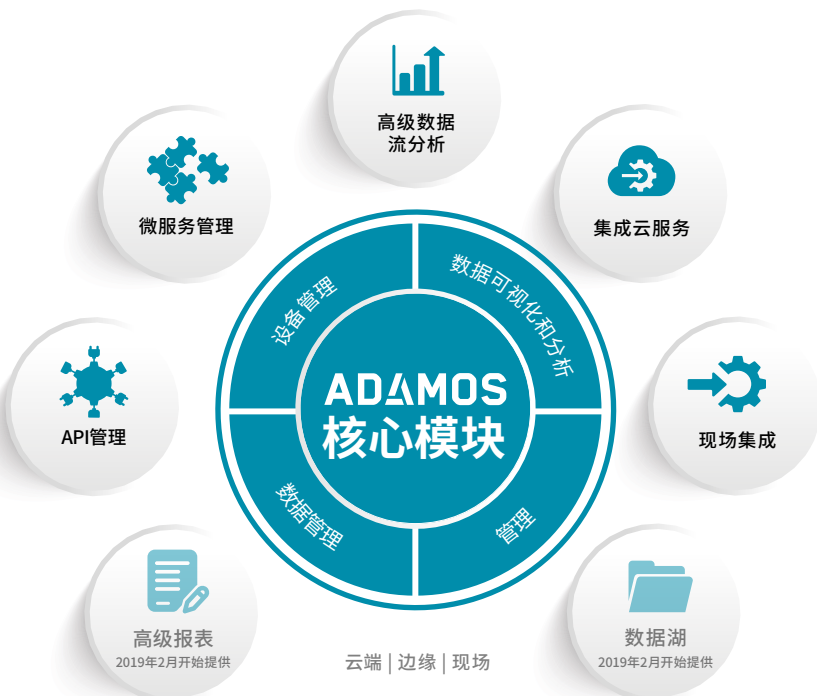 高级数据
流分析
微服务管理
集成云服务
设备管理
数据可视化和分析
ADAMOS
核心模块
API管理
现场集成
数据管理
管理
高级报表
2019年2月开始提供
数据湖
2019年2月开始提供
云端 | 边缘 | 现场